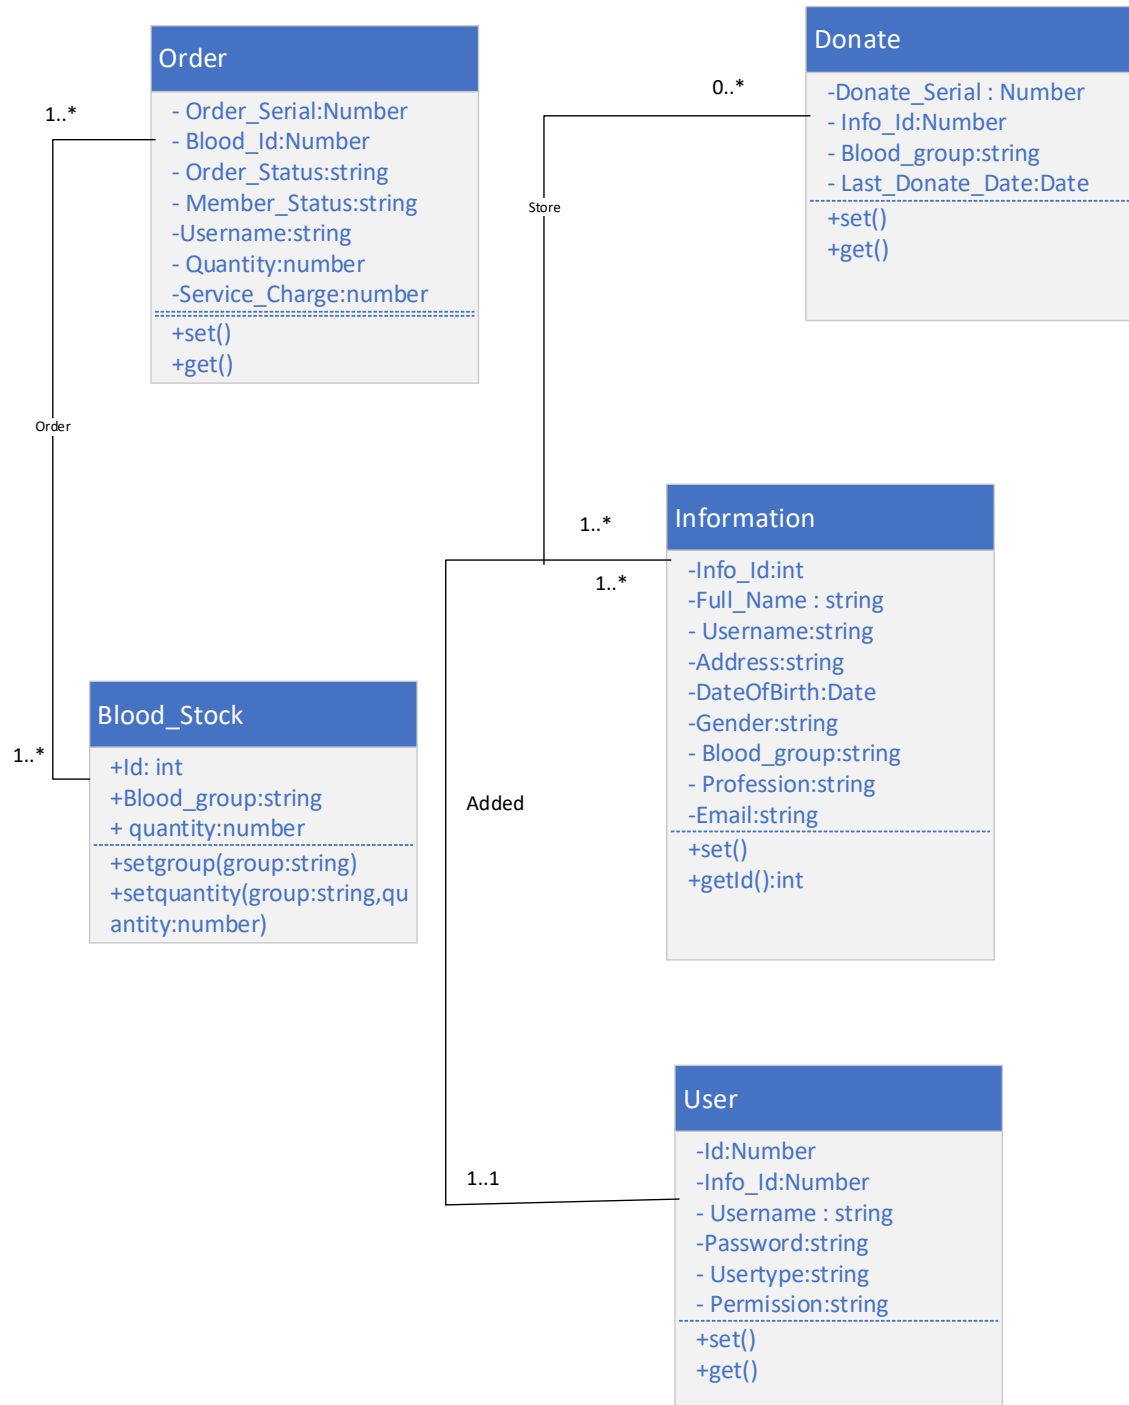 Order
- Order_Serial:Number
- Blood_Id:Number
- Order_Status:string
- Member_Status:string
-Username:string
- Quantity:number
-Service_Charge:number
+set()
+get()
Donate
-Donate_Serial : Number
- Info_Id:Number
- Blood_group:string
- Last_Donate_Date:Date
+set()
+get()
1..*
0..*
Store
Order
1..*
1..*
Information
-Info_Id:int
-Full_Name : string
- Username:string
-Address:string
-DateOfBirth:Date
-Gender:string
- Blood_group:string
- Profession:string
-Email:string
+set()
+getId():int
1..*
Blood_Stock
+Id: int
+Blood_group:string
+ quantity:number
+setgroup(group:string)
+setquantity(group:string,qu
antity:number)
Added
1..1
User
-Id:Number
-Info_Id:Number
- Username : string
-Password:string
- Usertype:string
- Permission:string
+set()
+get()